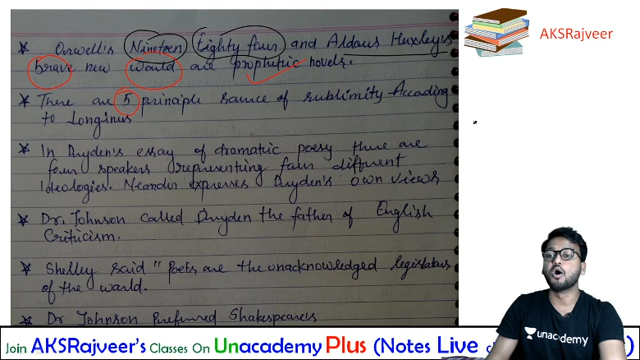 AKSRajveer
* Orwell's Nineteen Eighty four and Aldous Huxley's
brave new world are prophetic novels.
* There are 5 principle source of sublimity According
to Longinus
* In Dryden's essay of dramatic poesy there are
four speakers representing four different
Ideologies. Neander expresses Dryden's own views
* Dr. Johnson called Dryden the father of English
Criticism.
* Shelley said "Poets are the unacknowledged legislators
of the world.
* Dr Johnson Preferred Shakespeares
unacademy
Join AKSRajveer's Classes On Unacademy Plus (Notes Live